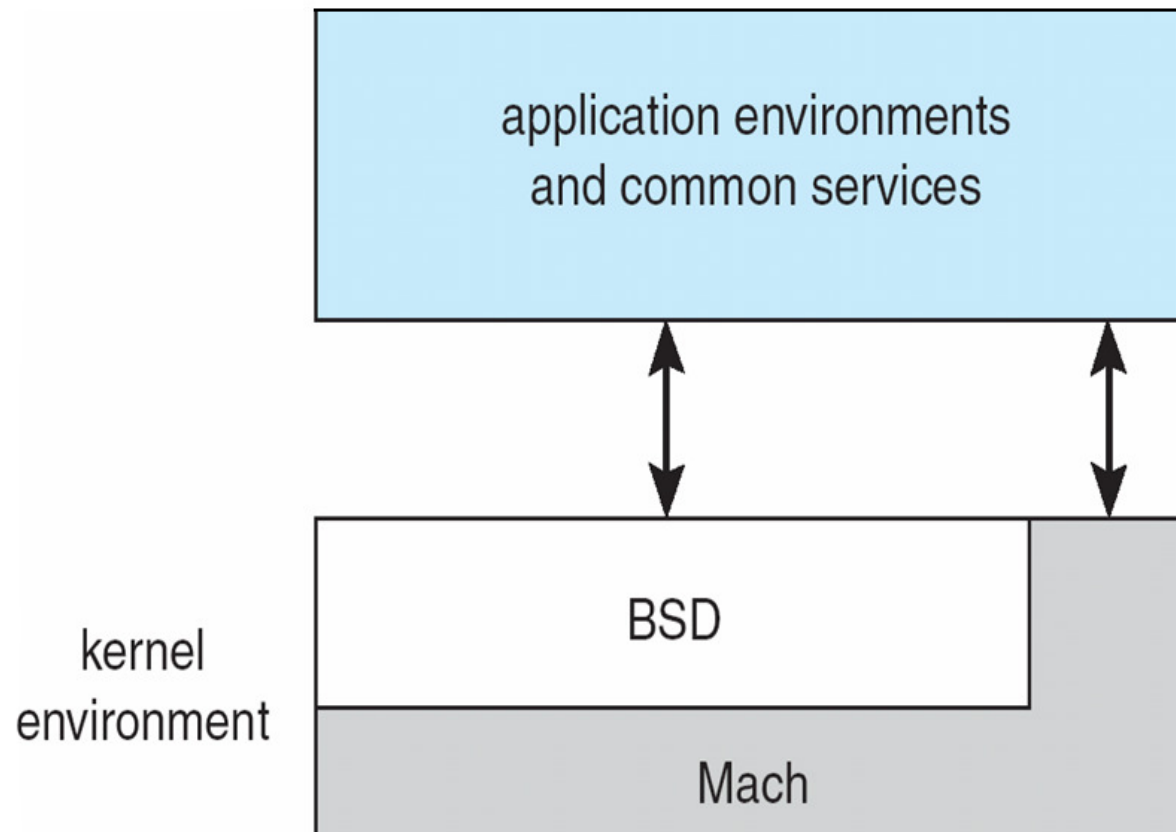 application environments
and common services
BSD
kernel
environment
Mach